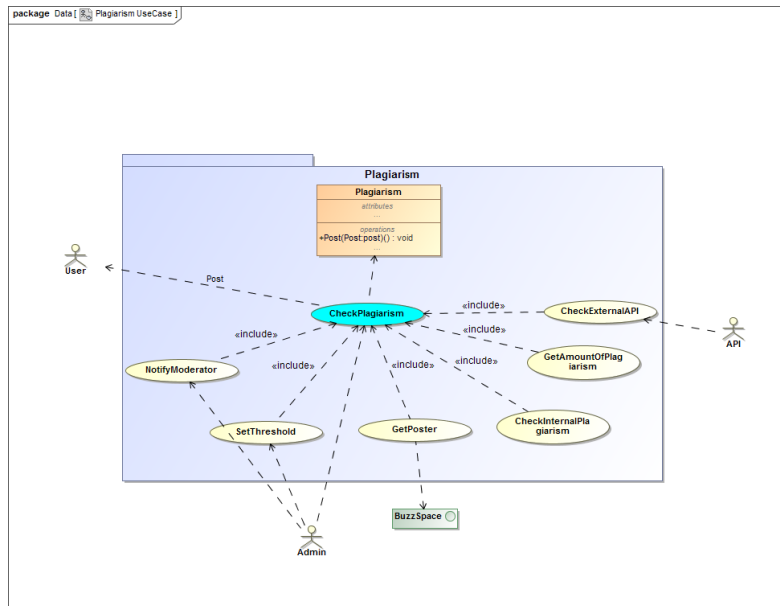 package Data [ Plagiarism UseCase ]
Plagiarism
Plagiarism
attributes
...
operations
+Post(Post:post)() : void
...
User
Post
CheckPlagiarism
«include»
CheckExternalAPI
API
«include»
«include»
GetAmountOfPlag
iarism
NotifyModerator
«include»
«include»
SetThreshold
GetPoster
CheckInternalPla
giarism
BuzzSpace
Admin